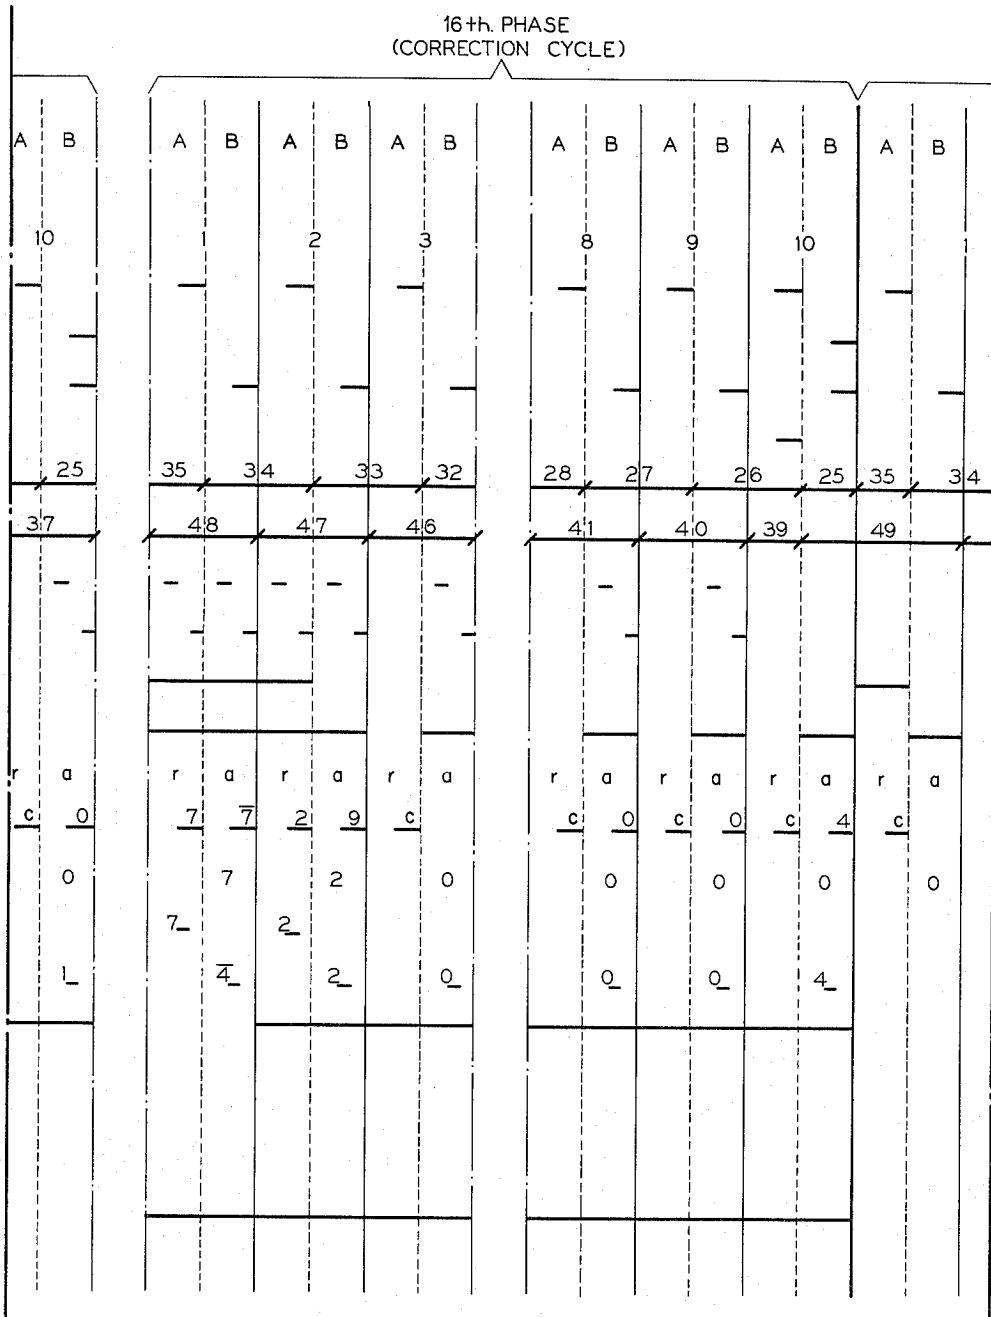 16th. PHASE
(CORRECTION CYCLE)
A B A B A B A B A B A B A B A B
10 1 2 3 8 9 10 1
25 35 34 33 32 28 27 26 25 35 34
37 48 47 46 41 40 39 49
r a r a r a r a r a r a r a r a
c 0 7 7̅ 2 9 c c 0 c 0 c 4 c
0 7 2 0 0 0 0 0
7 2
1 4̅ 2 0 0 0 4